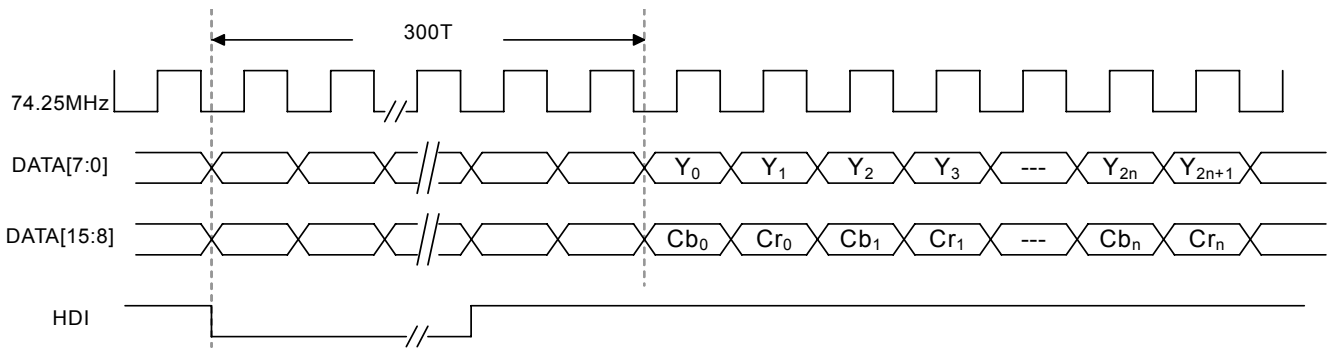 300T
74.25MHz
DATA[7:0] Y0 Y1 Y2 Y3 --- Y2n Y2n+1
DATA[15:8] Cb0 Cr0 Cb1 Cr1 --- Cbn Crn
HDI